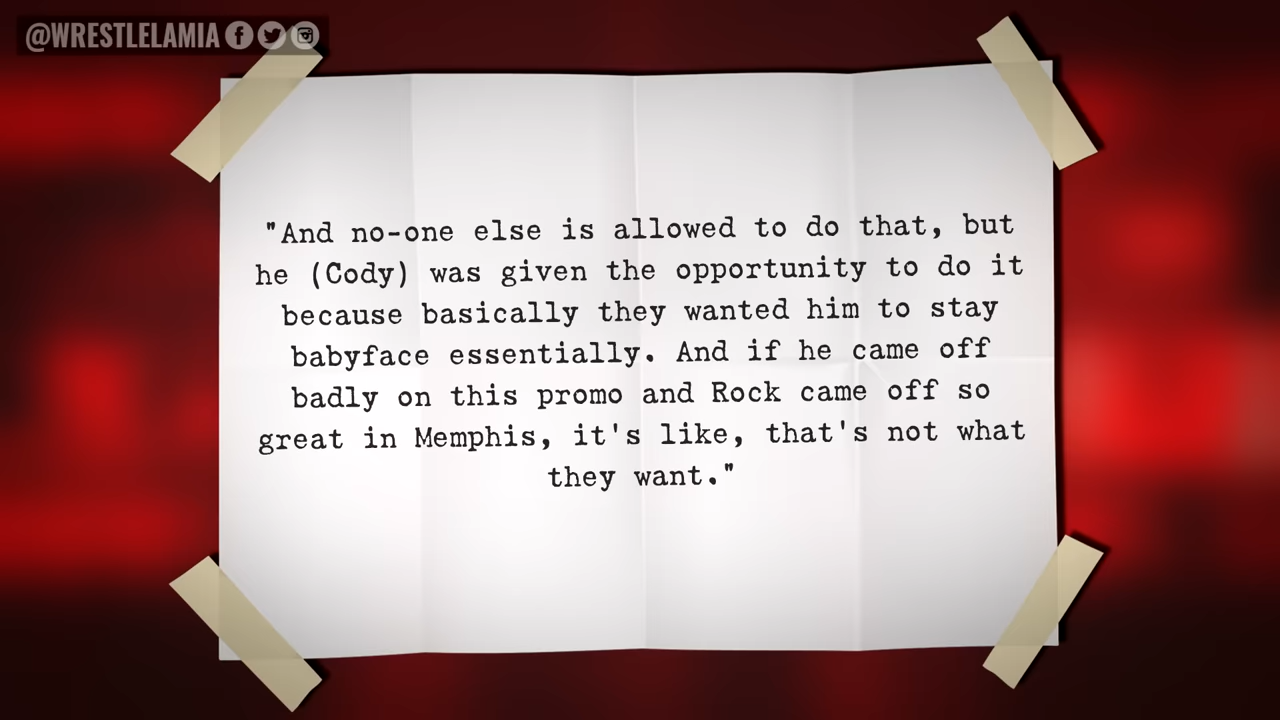 @WRESTLELAMIA
"And no-one else is allowed to do that, but
he (Cody) was given the opportunity to do it
because basically they wanted him to stay
babyface essentially. And if he came off
badly on this promo and Rock came off so
great in Memphis, it's like, that's not what
they want."